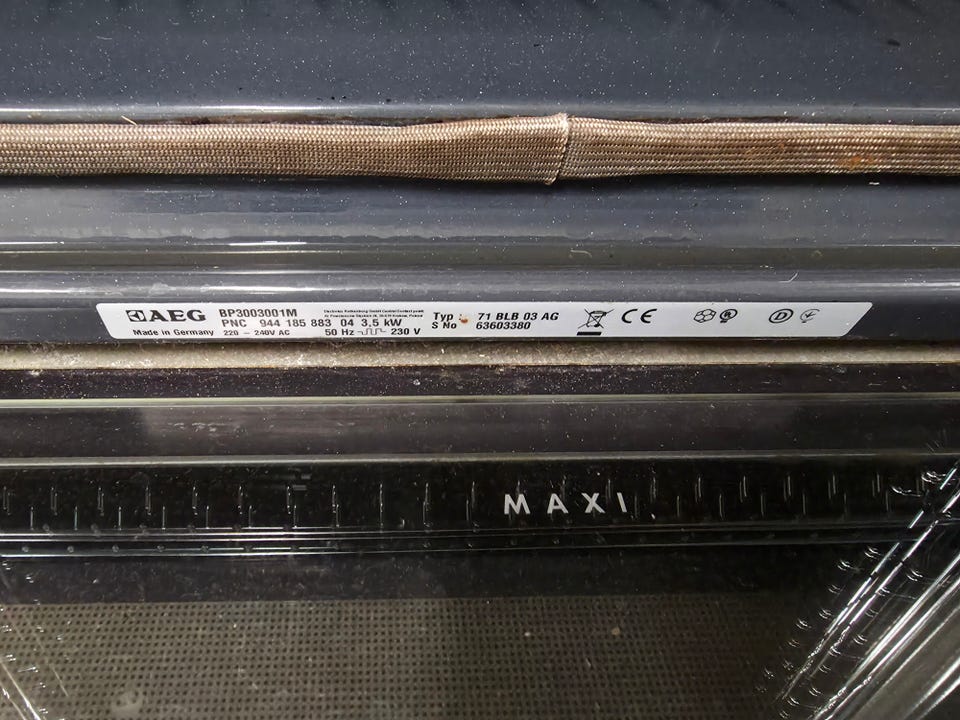 AEG
Made in Germany
BP3003001M
PNC 944 185 883 04 3,5 kW
220 - 240V AC 50 Hz 230 V
Typ 71 BLB 03 AG
S No 63603380
CE
D
MAXI